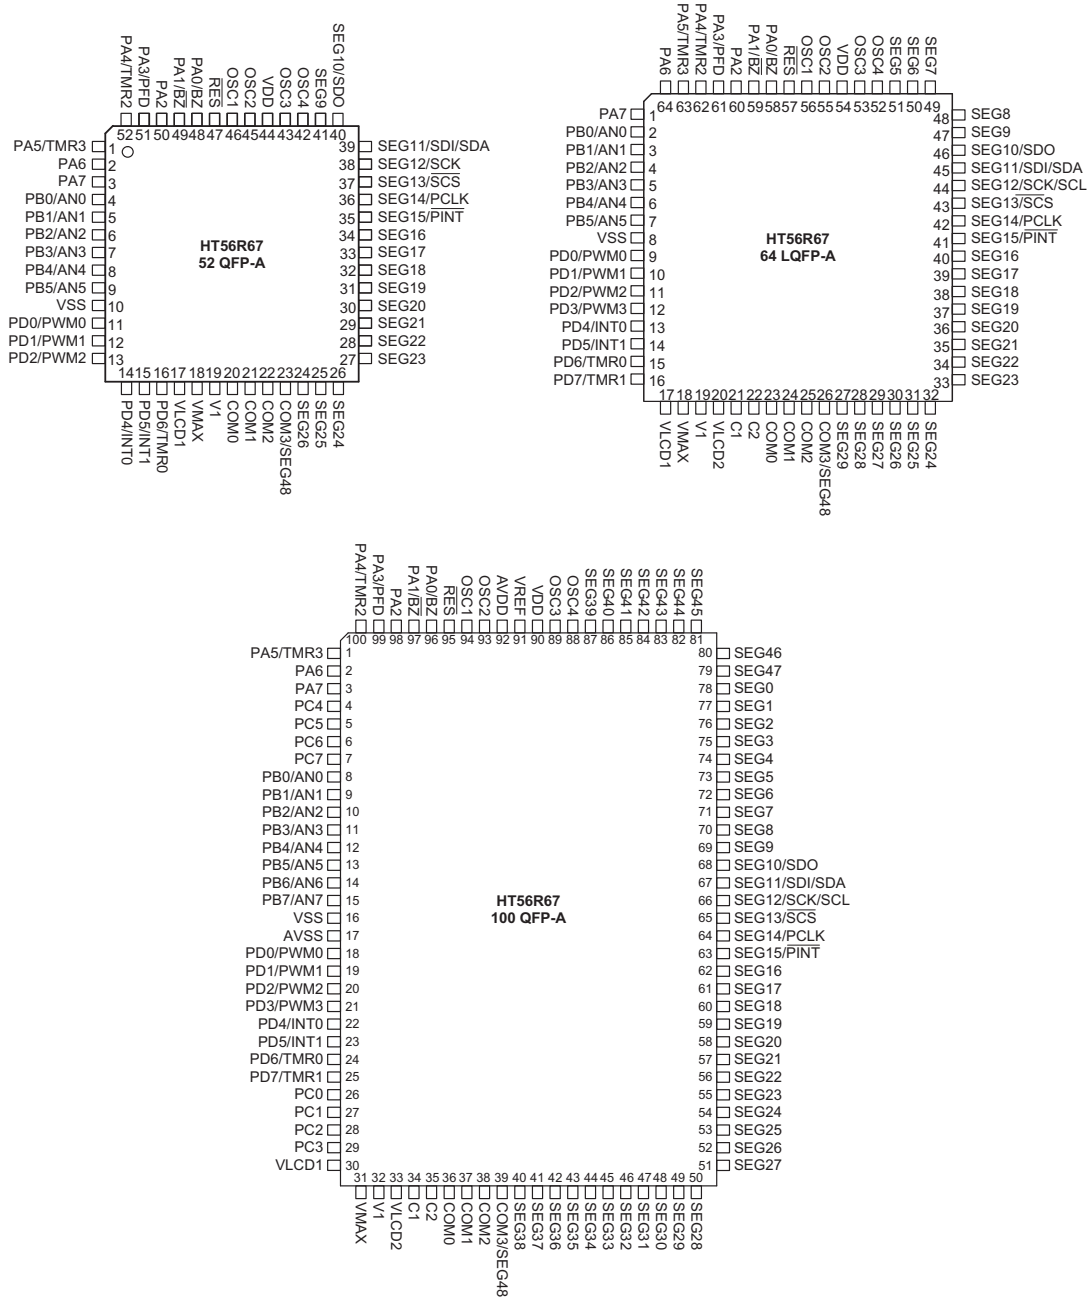 PA4/TMR2
PA3/PFD
PA2
PA1/BZ
PA0/BZ
RES
OSC1
OSC2
VDD
OSC3
OSC4
SEG9
SEG10/SDO
52 51 50 49 48 47 46 45 44 43 42 41 40
PA5/TMR3 1
PA6 2
PA7 3
PB0/AN0 4
PB1/AN1 5
PB2/AN2 6
PB3/AN3 7
PB4/AN4 8
PB5/AN5 9
VSS 10
PD0/PWM0 11
PD1/PWM1 12
PD2/PWM2 13
HT56R67
52 QFP-A
39 SEG11/SDI/SDA
38 SEG12/SCK
37 SEG13/SCS
36 SEG14/PCLK
35 SEG15/PINT
34 SEG16
33 SEG17
32 SEG18
31 SEG19
30 SEG20
29 SEG21
28 SEG22
27 SEG23
14 15 16 17 18 19 20 21 22 23 24 25 26
PD4/INT0
PD5/INT1
PD6/TMR0
VLCD1
VMAX
V1
COM0
COM1
COM2
COM3/SEG48
SEG26
SEG25
SEG24
PA6
PA5/TMR3
PA4/TMR2
PA3/PFD
PA2
PA1/BZ
PA0/BZ
RES
OSC1
OSC2
VDD
OSC3
OSC4
SEG5
SEG6
SEG7
64 63 62 61 60 59 58 57 56 55 54 53 52 51 50 49
PA7 1
PB0/AN0 2
PB1/AN1 3
PB2/AN2 4
PB3/AN3 5
PB4/AN4 6
PB5/AN5 7
VSS 8
PD0/PWM0 9
PD1/PWM1 10
PD2/PWM2 11
PD3/PWM3 12
PD4/INT0 13
PD5/INT1 14
PD6/TMR0 15
PD7/TMR1 16
HT56R67
64 LQFP-A
48 SEG8
47 SEG9
46 SEG10/SDO
45 SEG11/SDI/SDA
44 SEG12/SCK/SCL
43 SEG13/SCS
42 SEG14/PCLK
41 SEG15/PINT
40 SEG16
39 SEG17
38 SEG18
37 SEG19
36 SEG20
35 SEG21
34 SEG22
33 SEG23
17 18 19 20 21 22 23 24 25 26 27 28 29 30 31 32
VLCD1
VMAX
V1
VLCD2
C1
C2
COM0
COM1
COM2
COM3/SEG48
SEG29
SEG28
SEG27
SEG26
SEG25
SEG24
PA4/TMR2
PA3/PFD
PA2
PA1/BZ
PA0/BZ
RES
OSC1
OSC2
AVDD
VREF
VDD
OSC3
OSC4
SEG39
SEG40
SEG41
SEG42
SEG43
SEG44
SEG45
100 99 98 97 96 95 94 93 92 91 90 89 88 87 86 85 84 83 82 81
PA5/TMR3 1
PA6 2
PA7 3
PC4 4
PC5 5
PC6 6
PC7 7
PB0/AN0 8
PB1/AN1 9
PB2/AN2 10
PB3/AN3 11
PB4/AN4 12
PB5/AN5 13
PB6/AN6 14
PB7/AN7 15
VSS 16
AVSS 17
PD0/PWM0 18
PD1/PWM1 19
PD2/PWM2 20
PD3/PWM3 21
PD4/INT0 22
PD5/INT1 23
PD6/TMR0 24
PD7/TMR1 25
PC0 26
PC1 27
PC2 28
PC3 29
VLCD1 30
HT56R67
100 QFP-A
80 SEG46
79 SEG47
78 SEG0
77 SEG1
76 SEG2
75 SEG3
74 SEG4
73 SEG5
72 SEG6
71 SEG7
70 SEG8
69 SEG9
68 SEG10/SDO
67 SEG11/SDI/SDA
66 SEG12/SCK/SCL
65 SEG13/SCS
64 SEG14/PCLK
63 SEG15/PINT
62 SEG16
61 SEG17
60 SEG18
59 SEG19
58 SEG20
57 SEG21
56 SEG22
55 SEG23
54 SEG24
53 SEG25
52 SEG26
51 SEG27
31 32 33 34 35 36 37 38 39 40 41 42 43 44 45 46 47 48 49 50
VMAX
V1
VLCD2
C1
C2
COM0
COM1
COM2
COM3/SEG48
SEG38
SEG37
SEG36
SEG35
SEG34
SEG33
SEG32
SEG31
SEG30
SEG29
SEG28